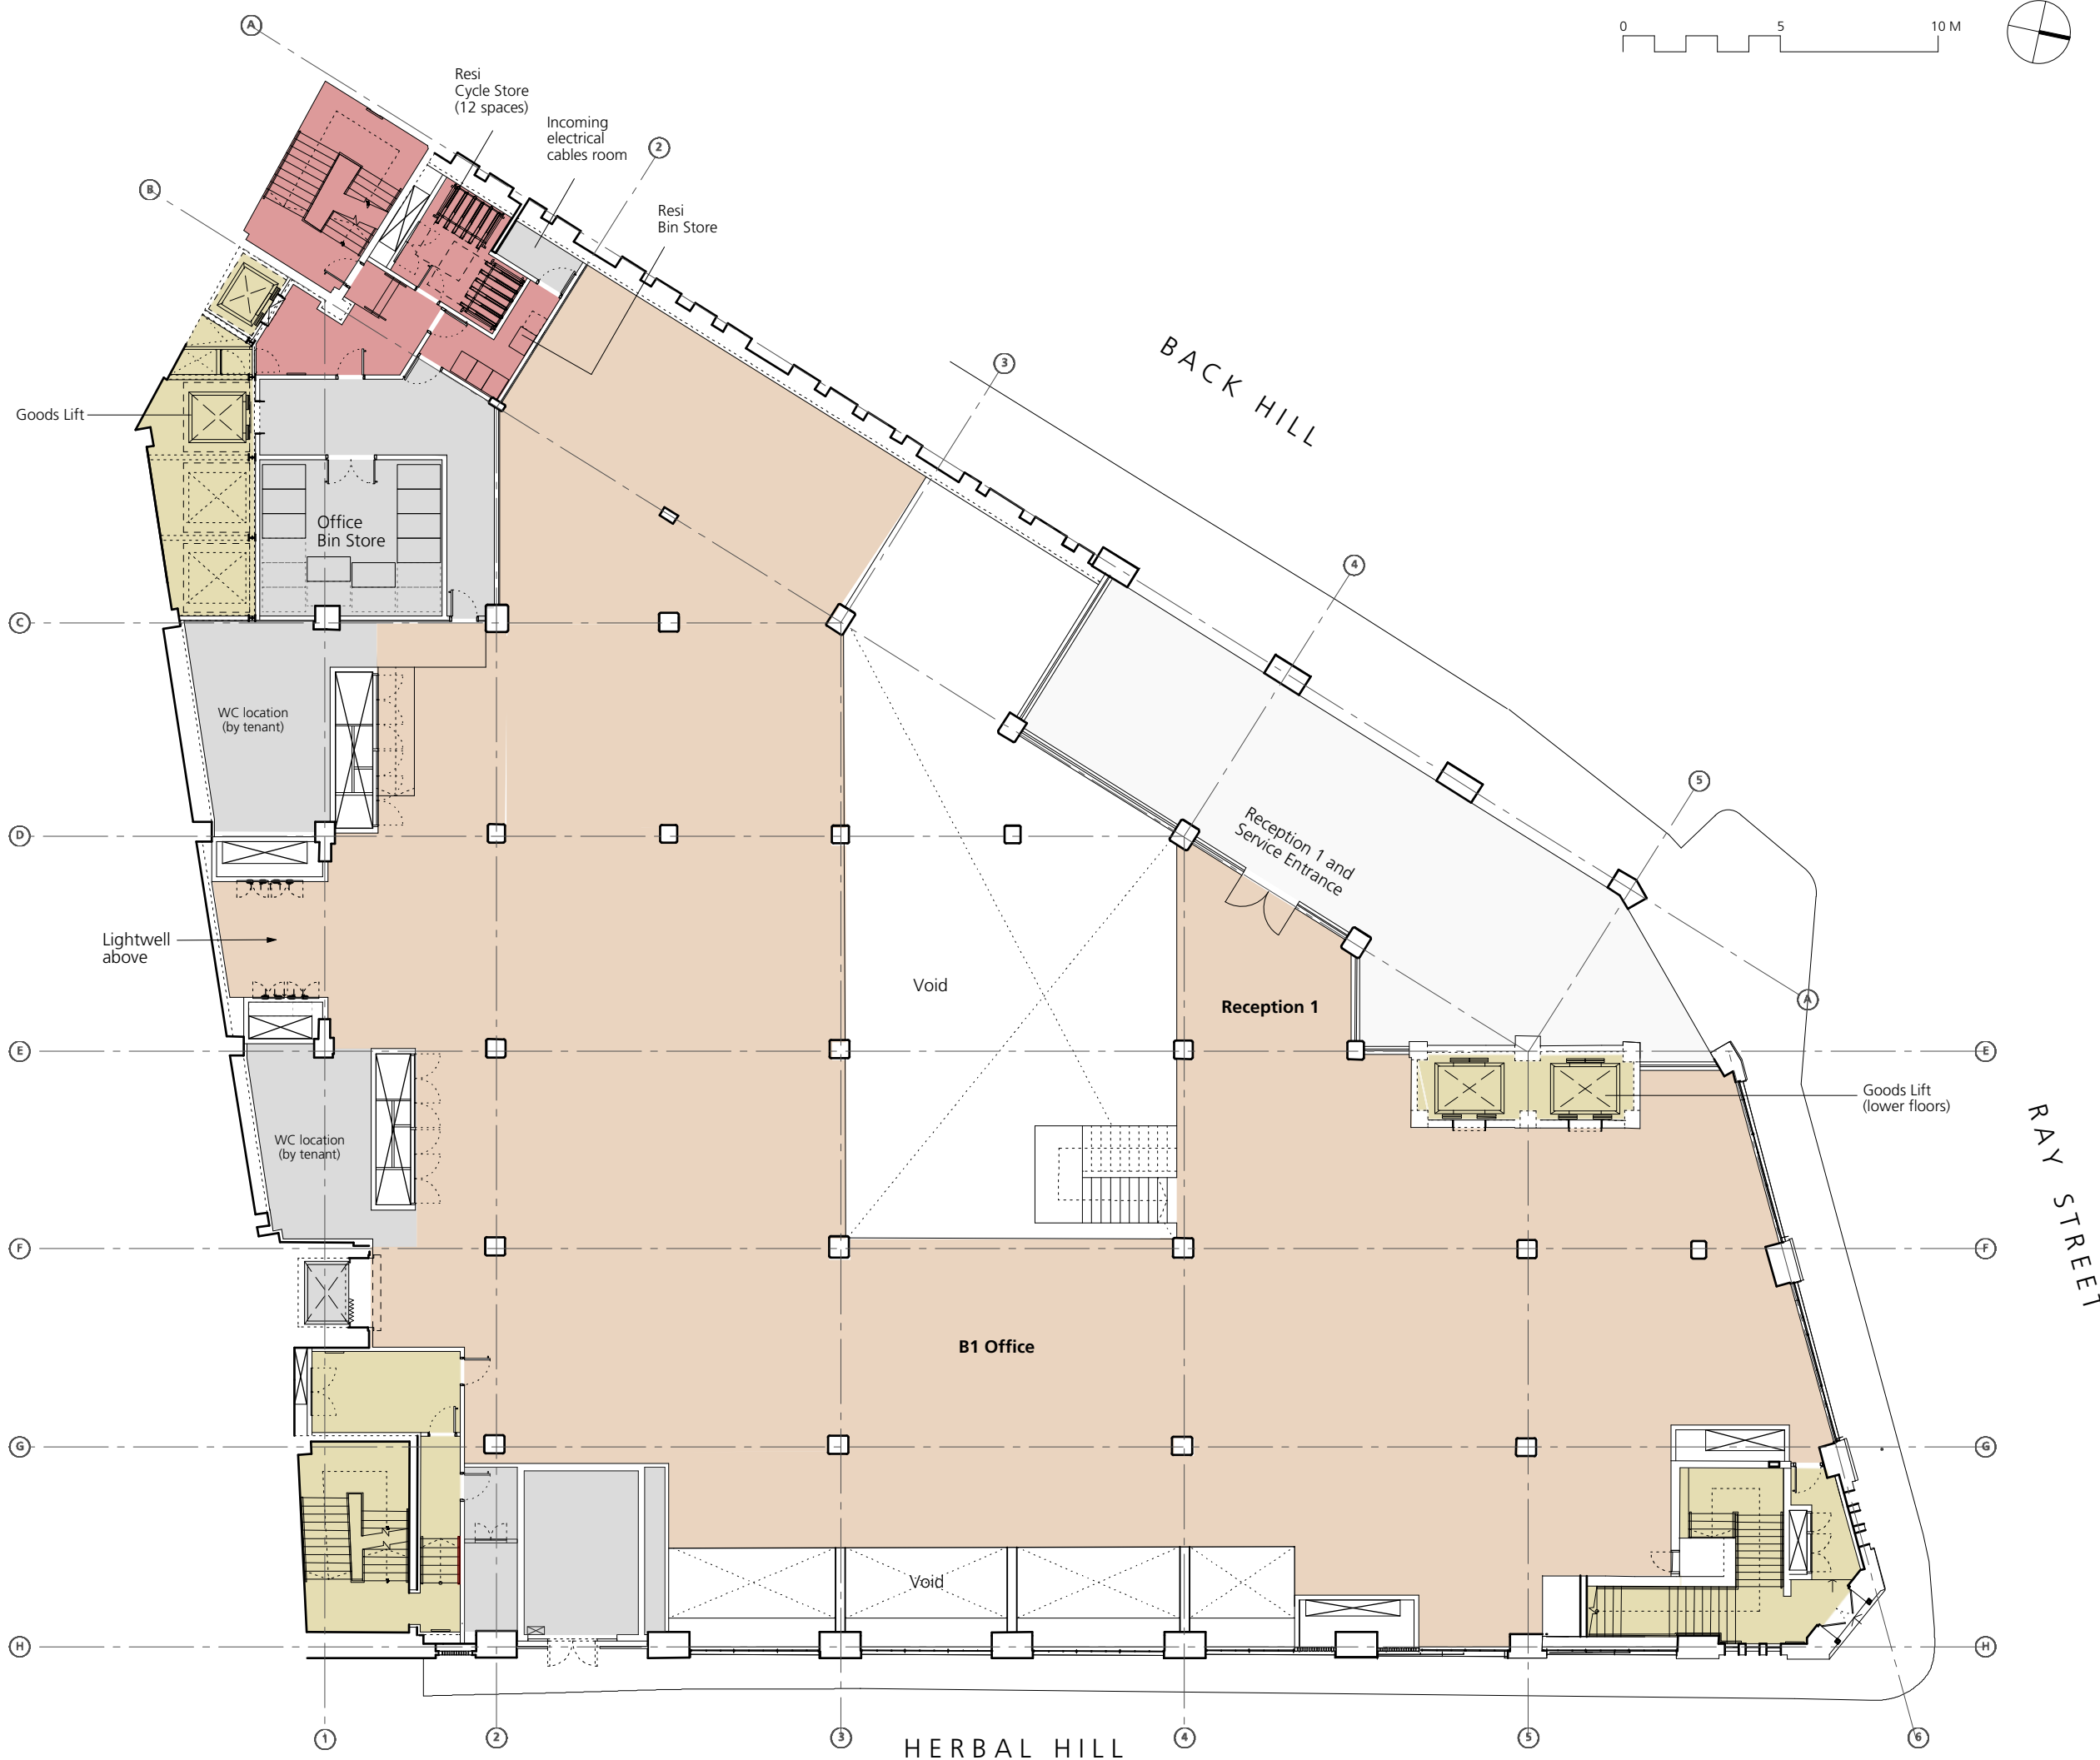 0 5 10 M
A
Resi
Cycle Store
(12 spaces)
Incoming
electrical
cables room
2
B
Resi
Bin Store
BACK HILL
3
Goods Lift
Office
Bin Store
4
C
WC location
(by tenant)
5
D
Reception 1 and
Service Entrance
Lightwell
above
Void
Reception 1
A
E
E
Goods Lift
(lower floors)
RAY STREET
WC location
(by tenant)
F
F
B1 Office
G
G
Void
H
H
1
2
3
4
5
6
HERBAL HILL